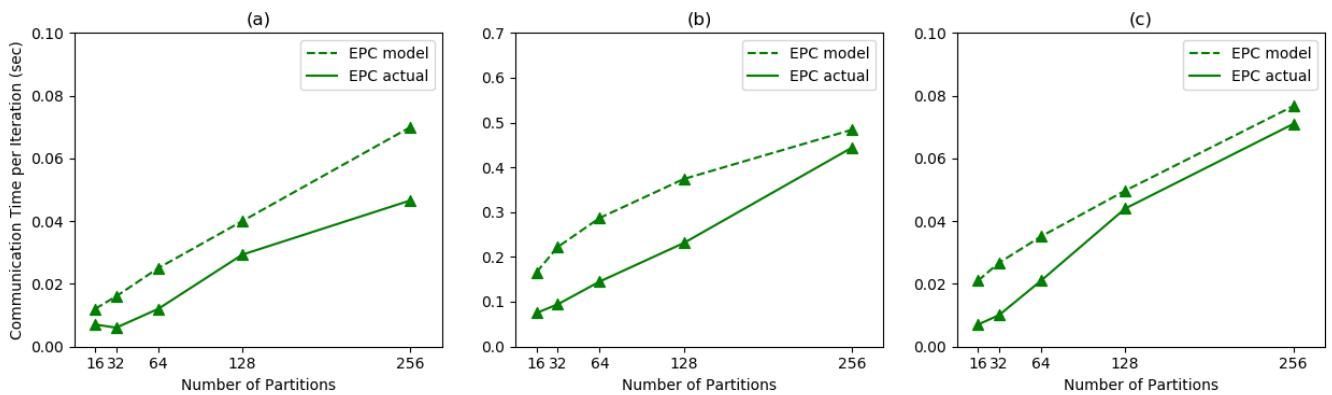 (a)
Communication Time per Iteration (sec)
0.10
0.08
0.06
0.04
0.02
0.00
EPC model
EPC actual
16 32 64 128 256
Number of Partitions
(b)
0.7
0.6
0.5
0.4
0.3
0.2
0.1
0.0
EPC model
EPC actual
16 32 64 128 256
Number of Partitions
(c)
0.10
0.08
0.06
0.04
0.02
0.00
EPC model
EPC actual
16 32 64 128 256
Number of Partitions